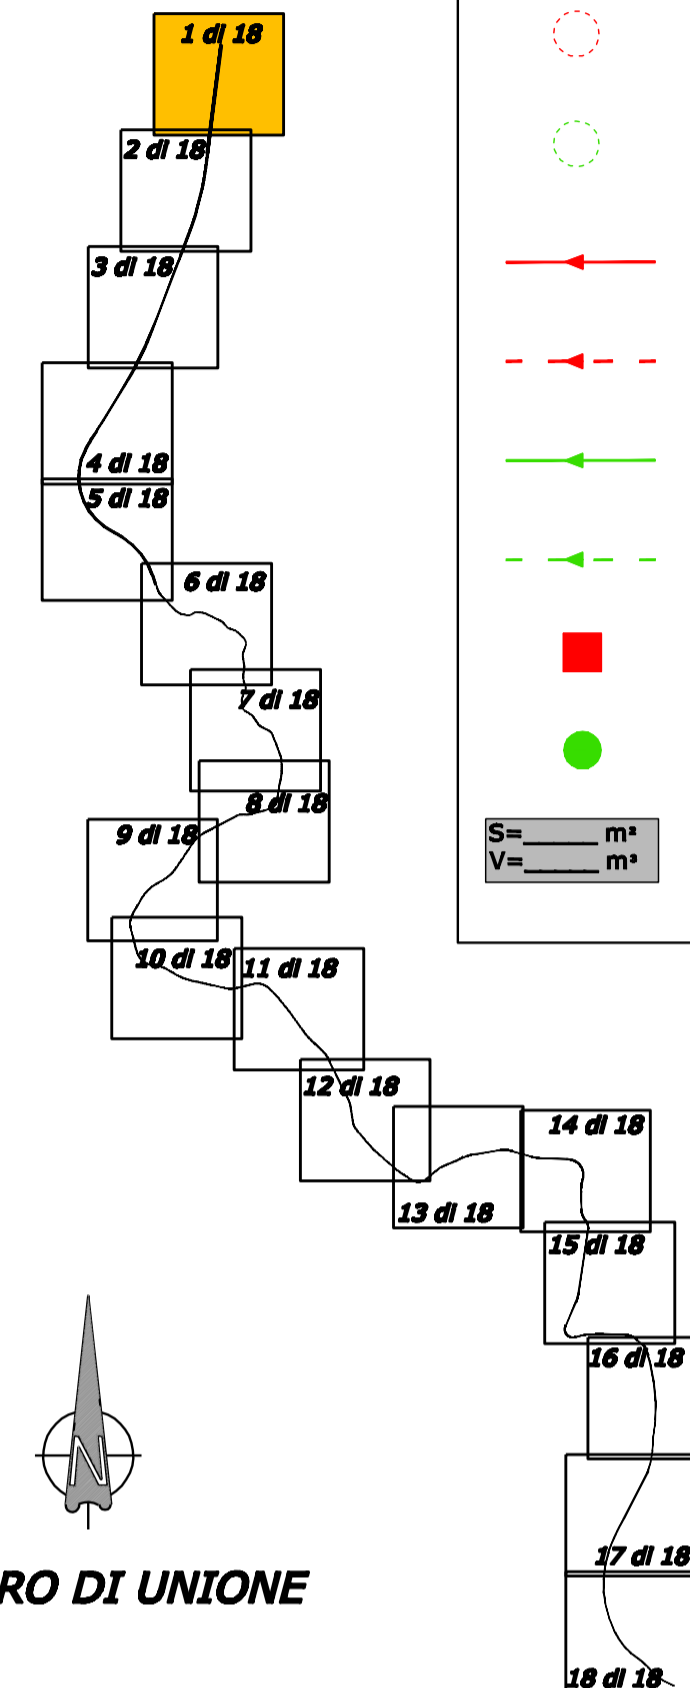 1 di 18
2 di 18
3 di 18
4 di 18
5 di 18
6 di 18
7 di 18
8 di 18
9 di 18
10 di 18
11 di 18
12 di 18
13 di 18
14 di 18
15 di 18
16 di 18
17 di 18
18 di 18
S=______ m²
V=______ m³
N
RO DI UNIONE